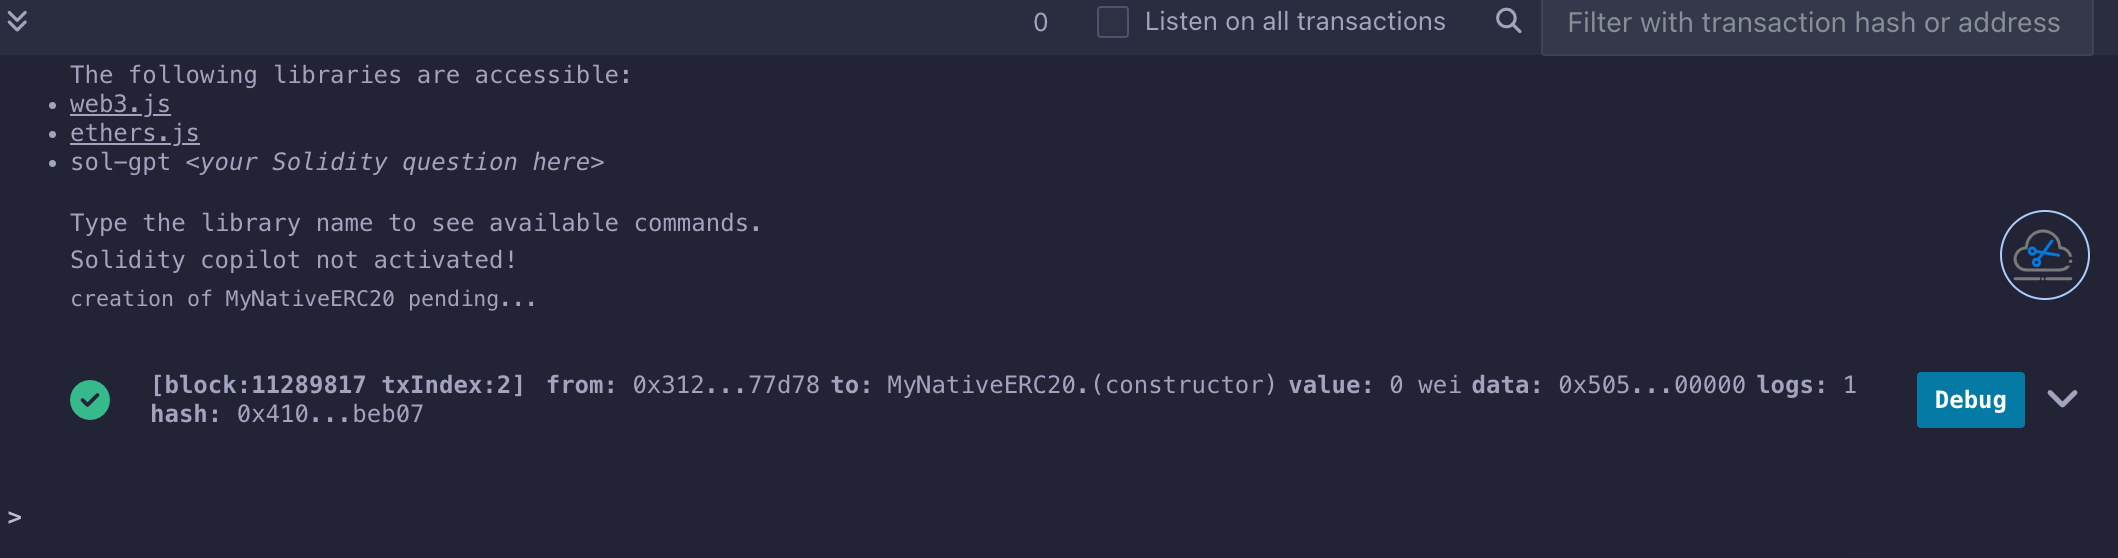 0 Listen on all transactions Filter with transaction hash or address
The following libraries are accessible:
• web3.js
• ethers.js
• sol-gpt <your Solidity question here>
Type the library name to see available commands.
Solidity copilot not activated!
creation of MyNativeERC20 pending...
[block:11289817 txIndex:2] from: 0x312...77d78 to: MyNativeERC20.(constructor) value: 0 wei data: 0x505...00000 logs: 1
hash: 0x410...beb07
Debug
>